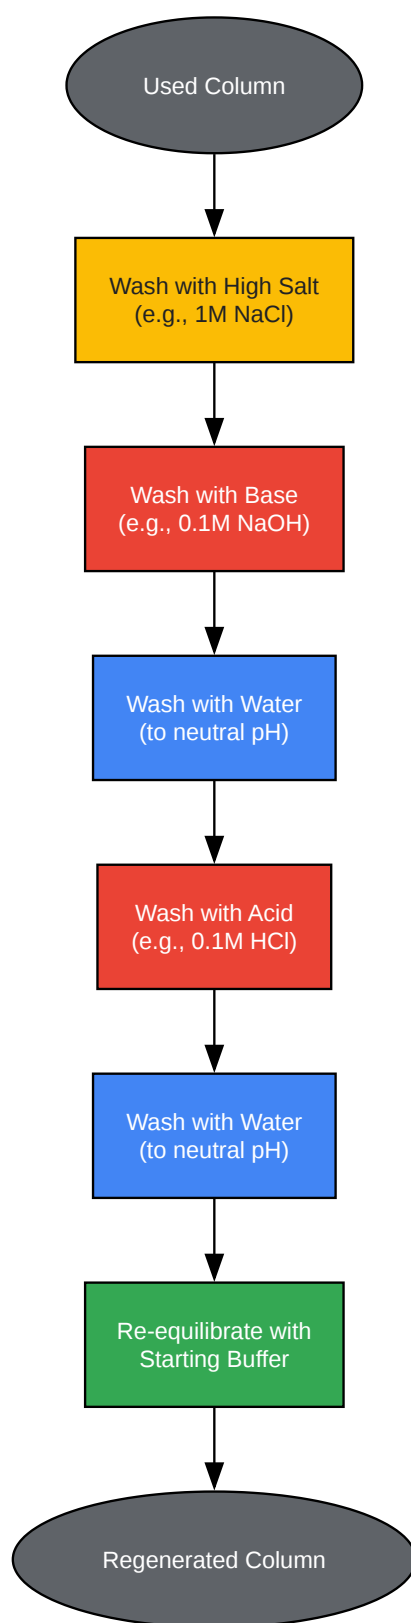 Used Column
Wash with High Salt
(e.g., 1M NaCl)
Wash with Base
(e.g., 0.1M NaOH)
Wash with Water
(to neutral pH)
Wash with Acid
(e.g., 0.1M HCl)
Wash with Water
(to neutral pH)
Re-equilibrate with
Starting Buffer
Regenerated Column